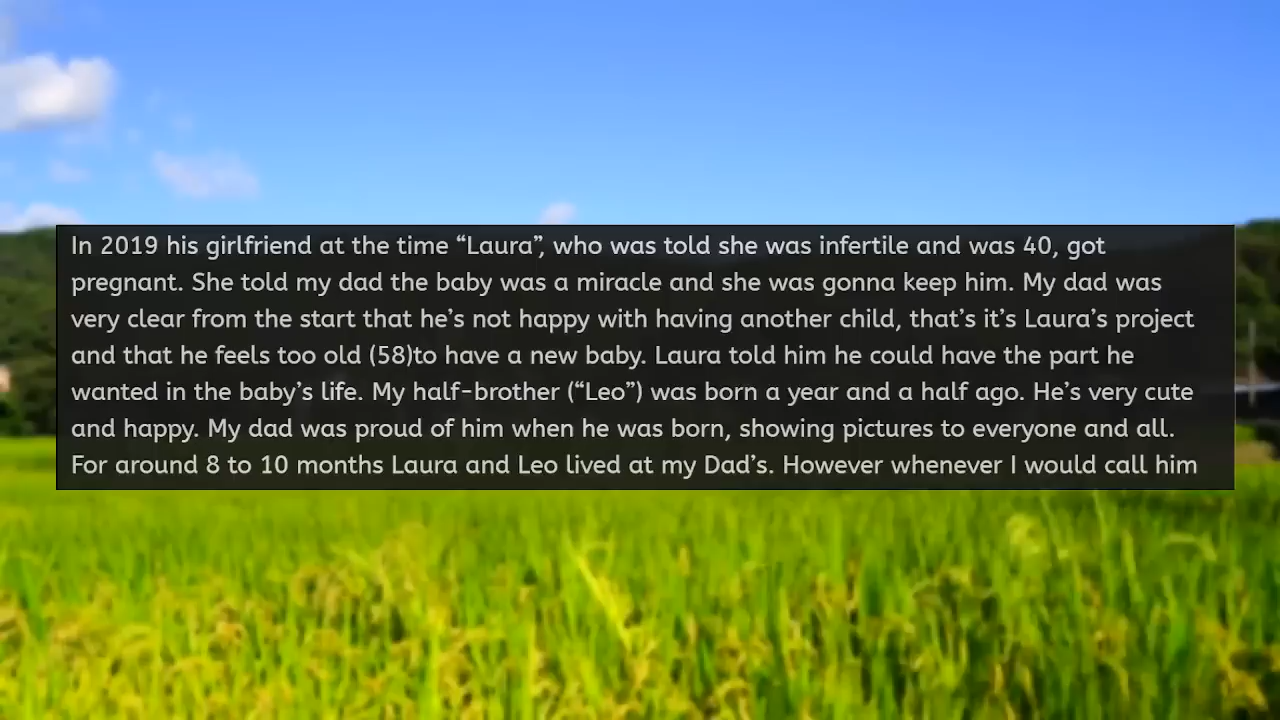 In 2019 his girlfriend at the time “Laura”, who was told she was infertile and was 40, got
pregnant. She told my dad the baby was a miracle and she was gonna keep him. My dad was
very clear from the start that he’s not happy with having another child, that’s it’s Laura’s project
and that he feels too old (58)to have a new baby. Laura told him he could have the part he
wanted in the baby’s life. My half-brother (“Leo”) was born a year and a half ago. He’s very cute
and happy. My dad was proud of him when he was born, showing pictures to everyone and all.
For around 8 to 10 months Laura and Leo lived at my Dad’s. However whenever I would call him